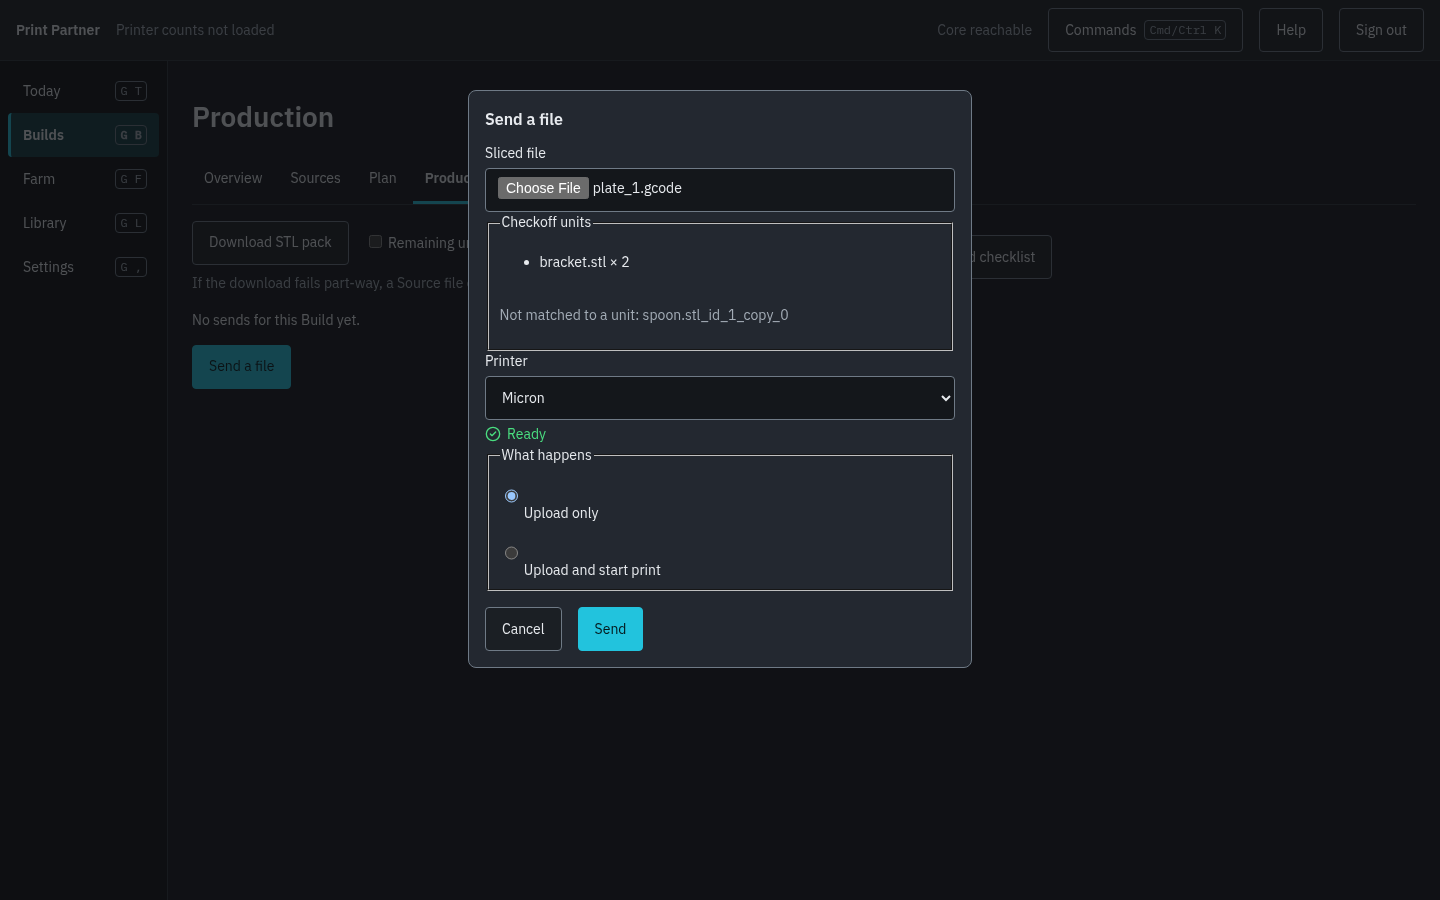 Print Partner Printer counts not loaded Core reachable Commands Cmd/Ctrl K Help Sign out
Today G T
Builds G B
Farm G F
Library G L
Settings G ,
Production
Overview Sources Plan
Download STL pack Remaining checklist
If the download fails part-way, a Source file
No sends for this Build yet.
Send a file
Send a file
Sliced file
Choose File plate_1.gcode
Checkoff units
• bracket.stl × 2
Not matched to a unit: spoon.stl_id_1_copy_0
Printer
Micron
Ready
What happens
Upload only
Upload and start print
Cancel Send